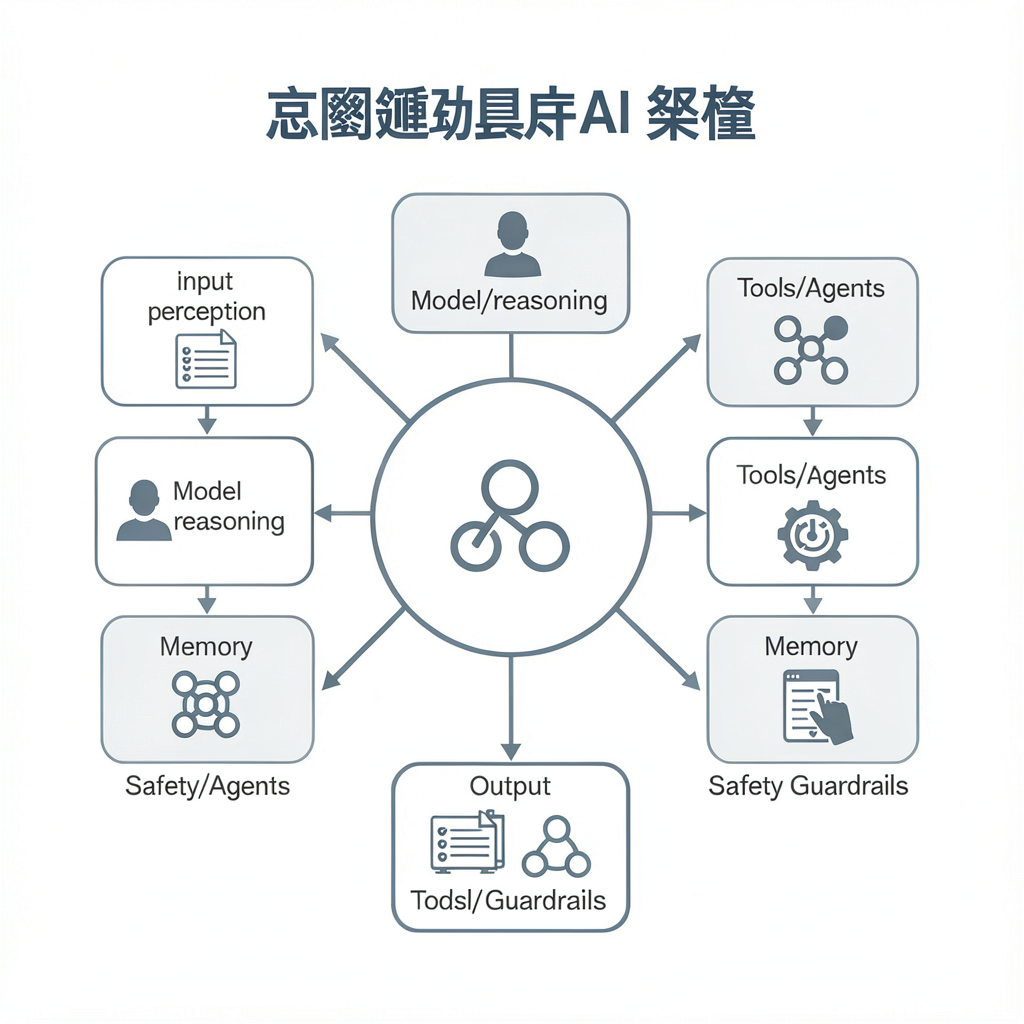 AI
Model/reasoning
input
perception
Tools/Agents
Model
reasoning
Tools/Agents
Memory
Memory
Safety/Agents
Safety Guardrails
Output
Todsl/Guardrails